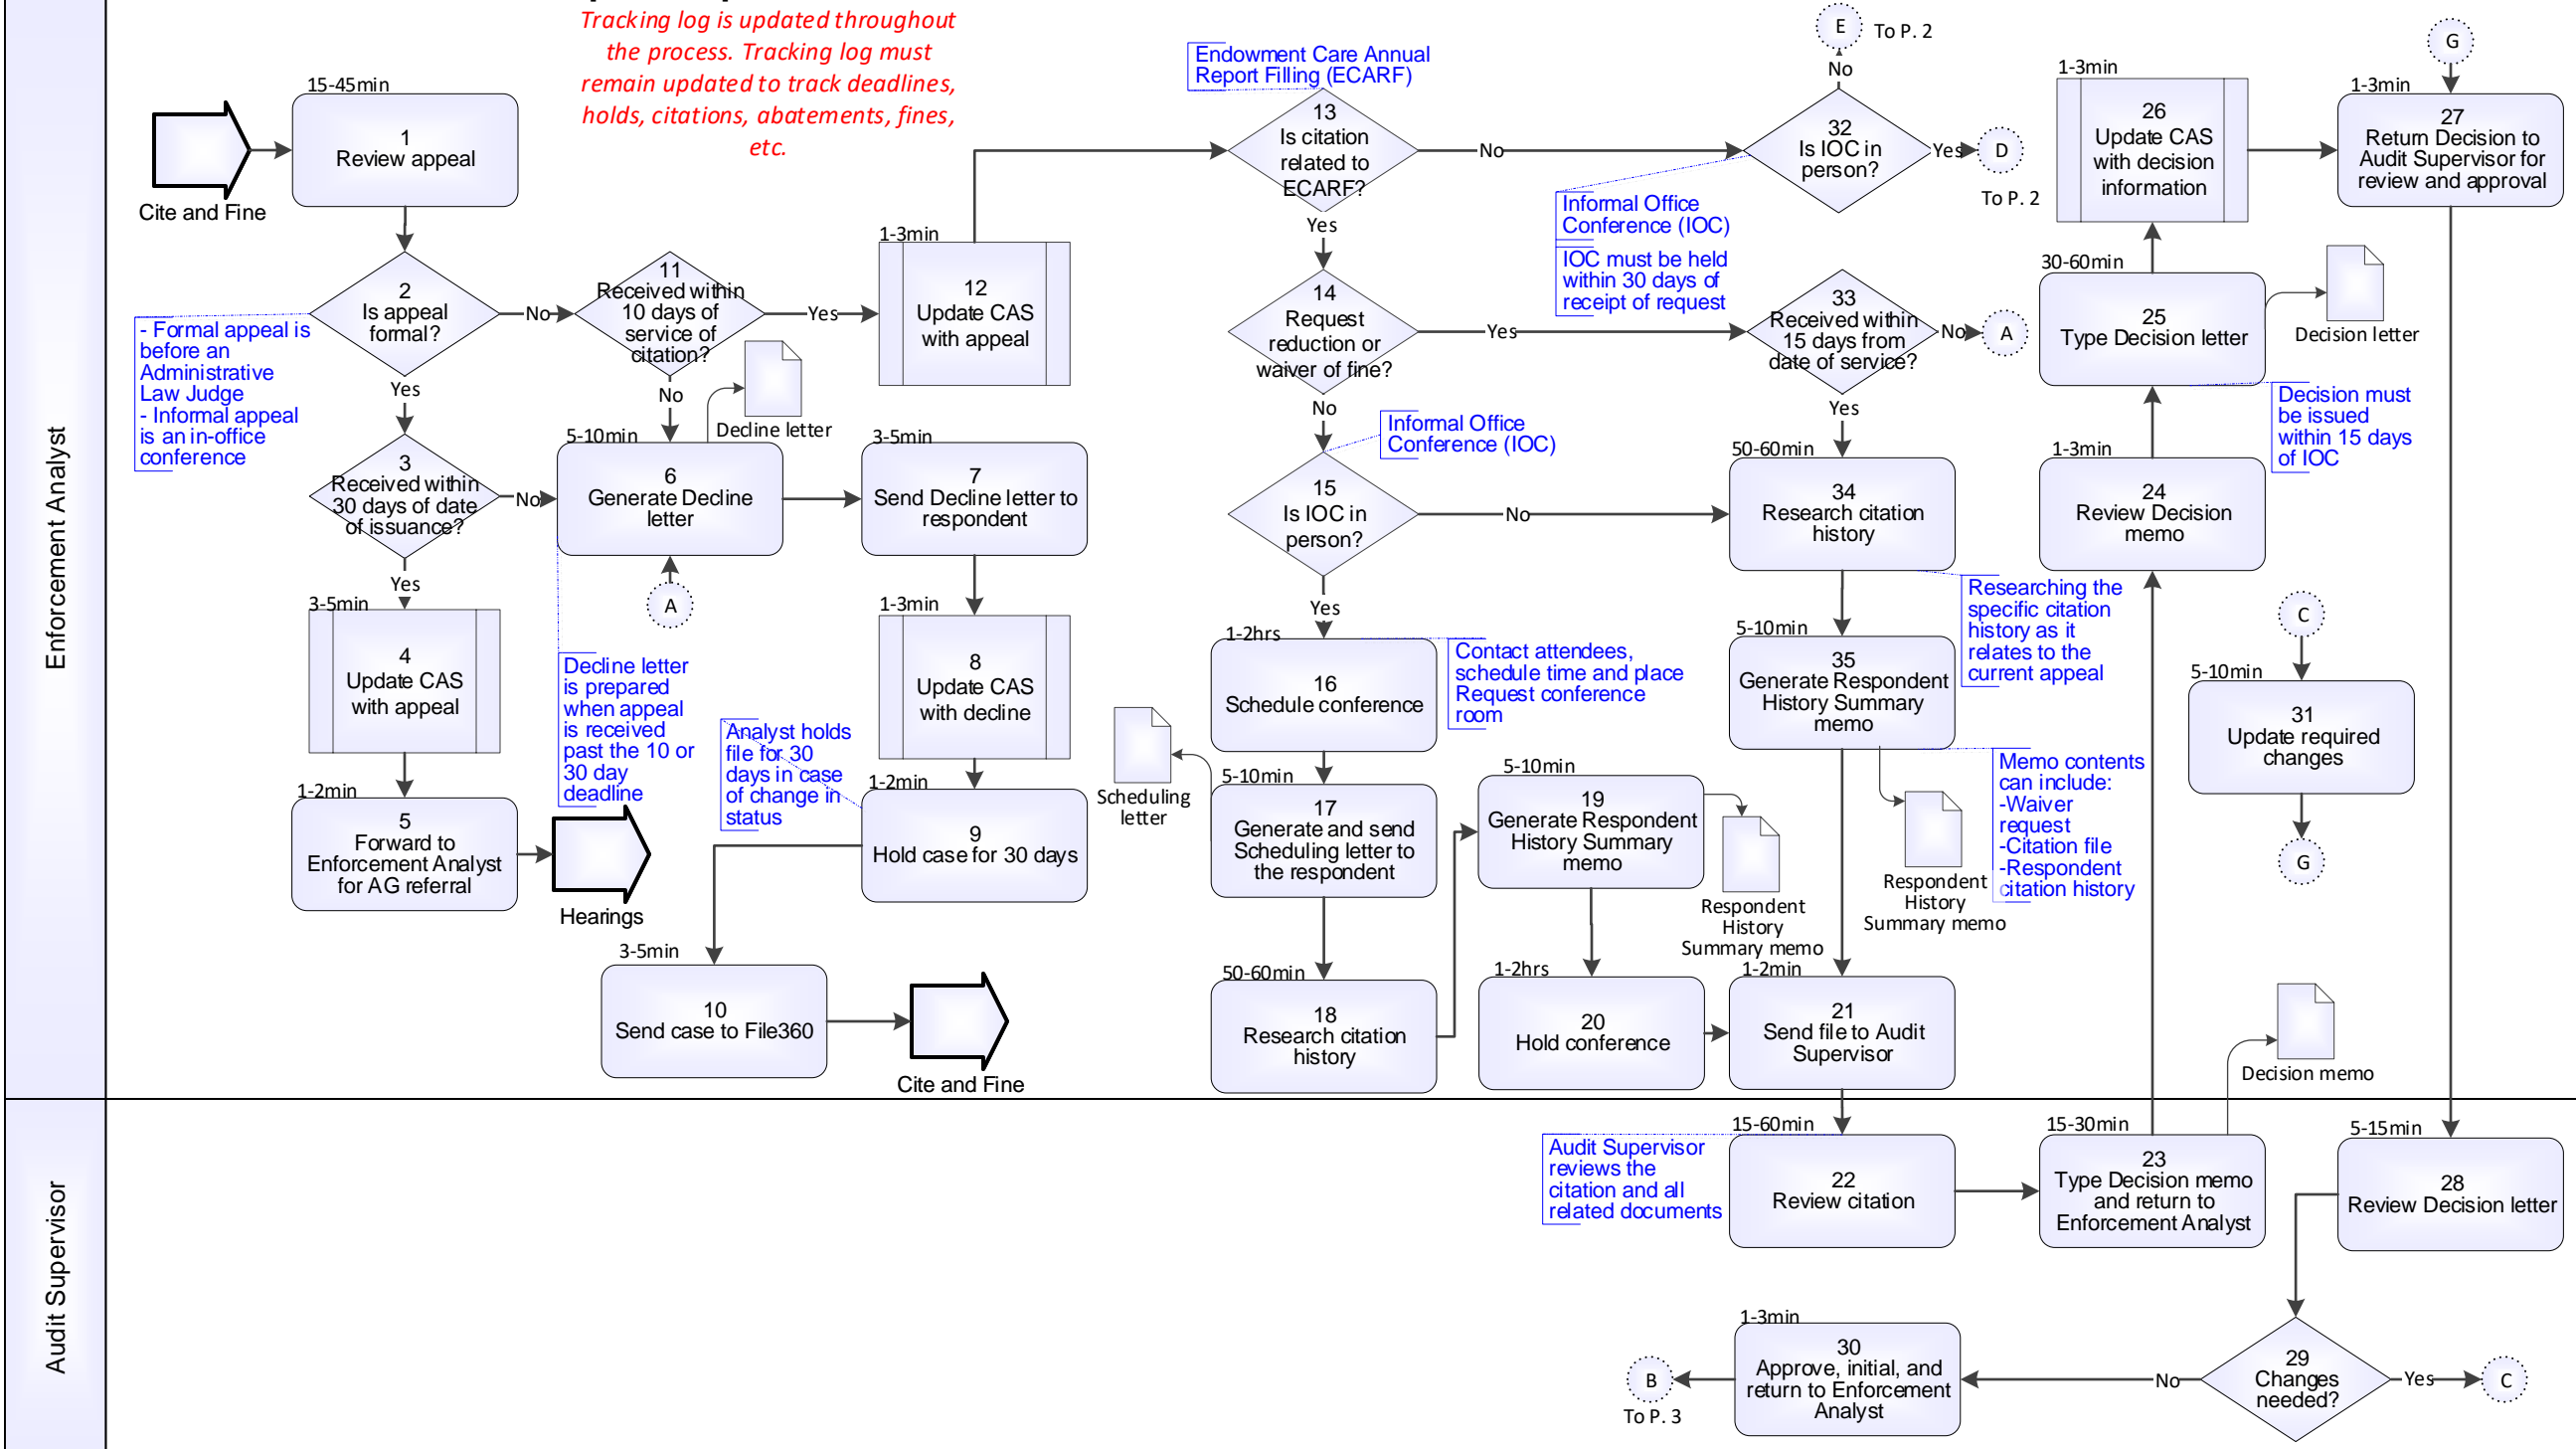 Enforcement Analyst
Audit Supervisor
Tracking log is updated throughout
the process. Tracking log must
remain updated to track deadlines,
holds, citations, abatements, fines,
etc.
Cite and Fine
15-45min
1
Review appeal
2
Is appeal
formal?
No
Yes
- Formal appeal is
before an
Administrative
Law Judge
- Informal appeal
is an in-office
conference
3
Received within
30 days of date
of issuance?
No
Yes
3-5min
4
Update CAS
with appeal
1-2min
5
Forward to
Enforcement Analyst
for AG referral
Hearings
11
Received within
10 days of
service of
citation?
Yes
No
Decline letter
5-10min
6
Generate Decline
letter
A
Decline letter
is prepared
when appeal
is received
past the 10 or
30 day
deadline
3-5min
7
Send Decline letter to
respondent
1-3min
8
Update CAS
with decline
Analyst holds
file for 30
days in case
of change in
status
1-2min
9
Hold case for 30 days
3-5min
10
Send case to File360
Cite and Fine
1-3min
12
Update CAS
with appeal
Endowment Care Annual
Report Filling (ECARF)
13
Is citation
related to
ECARF?
No
Yes
14
Request
reduction or
waiver of fine?
Yes
No
Informal Office
Conference (IOC)
15
Is IOC in
person?
No
Yes
1-2hrs
16
Schedule conference
Contact attendees,
schedule time and place
Request conference
room
Scheduling
letter
5-10min
17
Generate and send
Scheduling letter to
the respondent
50-60min
18
Research citation
history
5-10min
19
Generate Respondent
History Summary
memo
Respondent
History
Summary memo
1-2hrs
20
Hold conference
E
To P. 2
No
32
Is IOC in
person?
Yes
D
To P. 2
Informal Office
Conference (IOC)
IOC must be held
within 30 days of
receipt of request
33
Received within
15 days from
date of service?
No
A
Yes
50-60min
34
Research citation
history
Researching the
specific citation
history as it
relates to the
current appeal
5-10min
35
Generate Respondent
History Summary
memo
Memo contents
can include:
-Waiver
request
-Citation file
-Respondent
citation history
Respondent
History
Summary memo
1-2min
21
Send file to Audit
Supervisor
15-60min
22
Review citation
Audit Supervisor
reviews the
citation and all
related documents
15-30min
23
Type Decision memo
and return to
Enforcement Analyst
Decision memo
1-3min
24
Review Decision
memo
30-60min
25
Type Decision letter
Decision letter
Decision must
be issued
within 15 days
of IOC
1-3min
26
Update CAS
with decision
information
G
1-3min
27
Return Decision to
Audit Supervisor for
review and approval
C
5-10min
31
Update required
changes
G
5-15min
28
Review Decision letter
29
Changes
needed?
Yes
C
No
1-3min
30
Approve, initial, and
return to Enforcement
Analyst
B
To P. 3